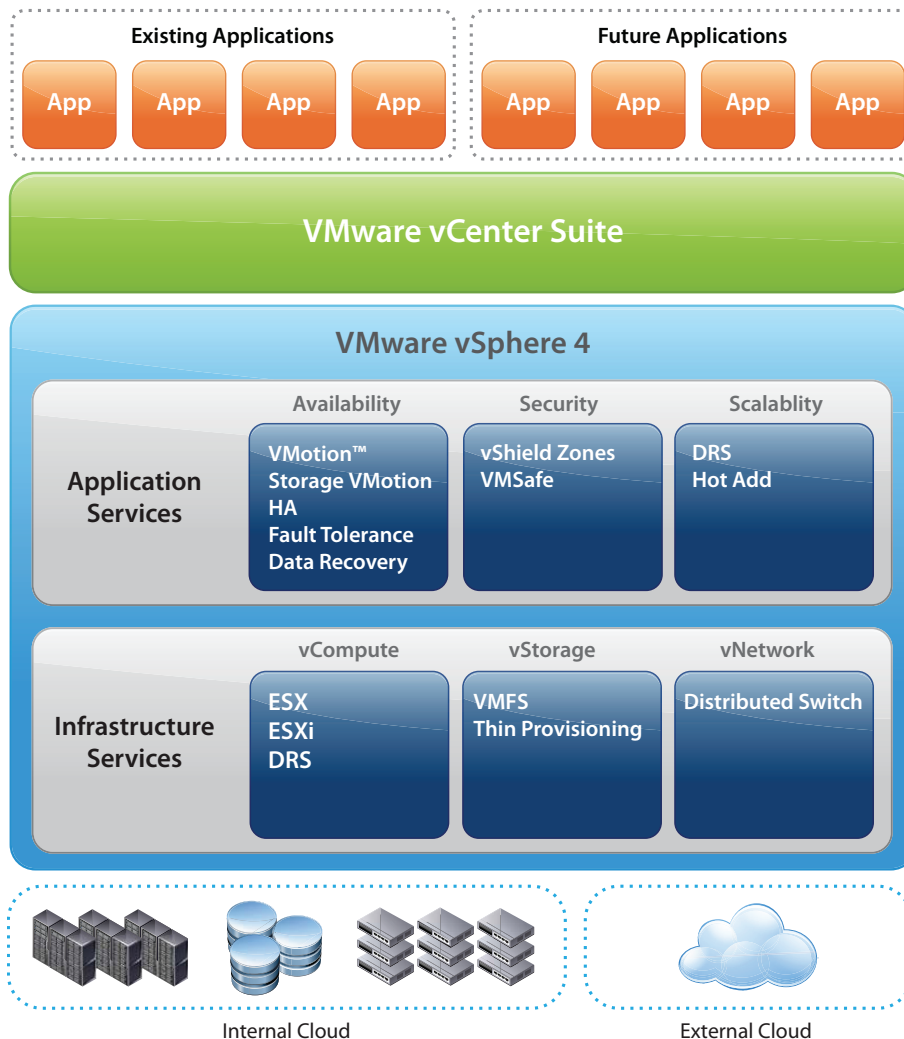 Existing Applications
Future Applications
App
App
App
App
App
App
App
App
VMware vCenter Suite
VMware vSphere 4
Application
Services
Availability
VMotion™
Storage VMotion
HA
Fault Tolerance
Data Recovery
Security
vShield Zones
VMSafe
Scalablity
DRS
Hot Add
Infrastructure
Services
vCompute
ESX
ESXi
DRS
vStorage
VMFS
Thin Provisioning
vNetwork
Distributed Switch
Internal Cloud
External Cloud